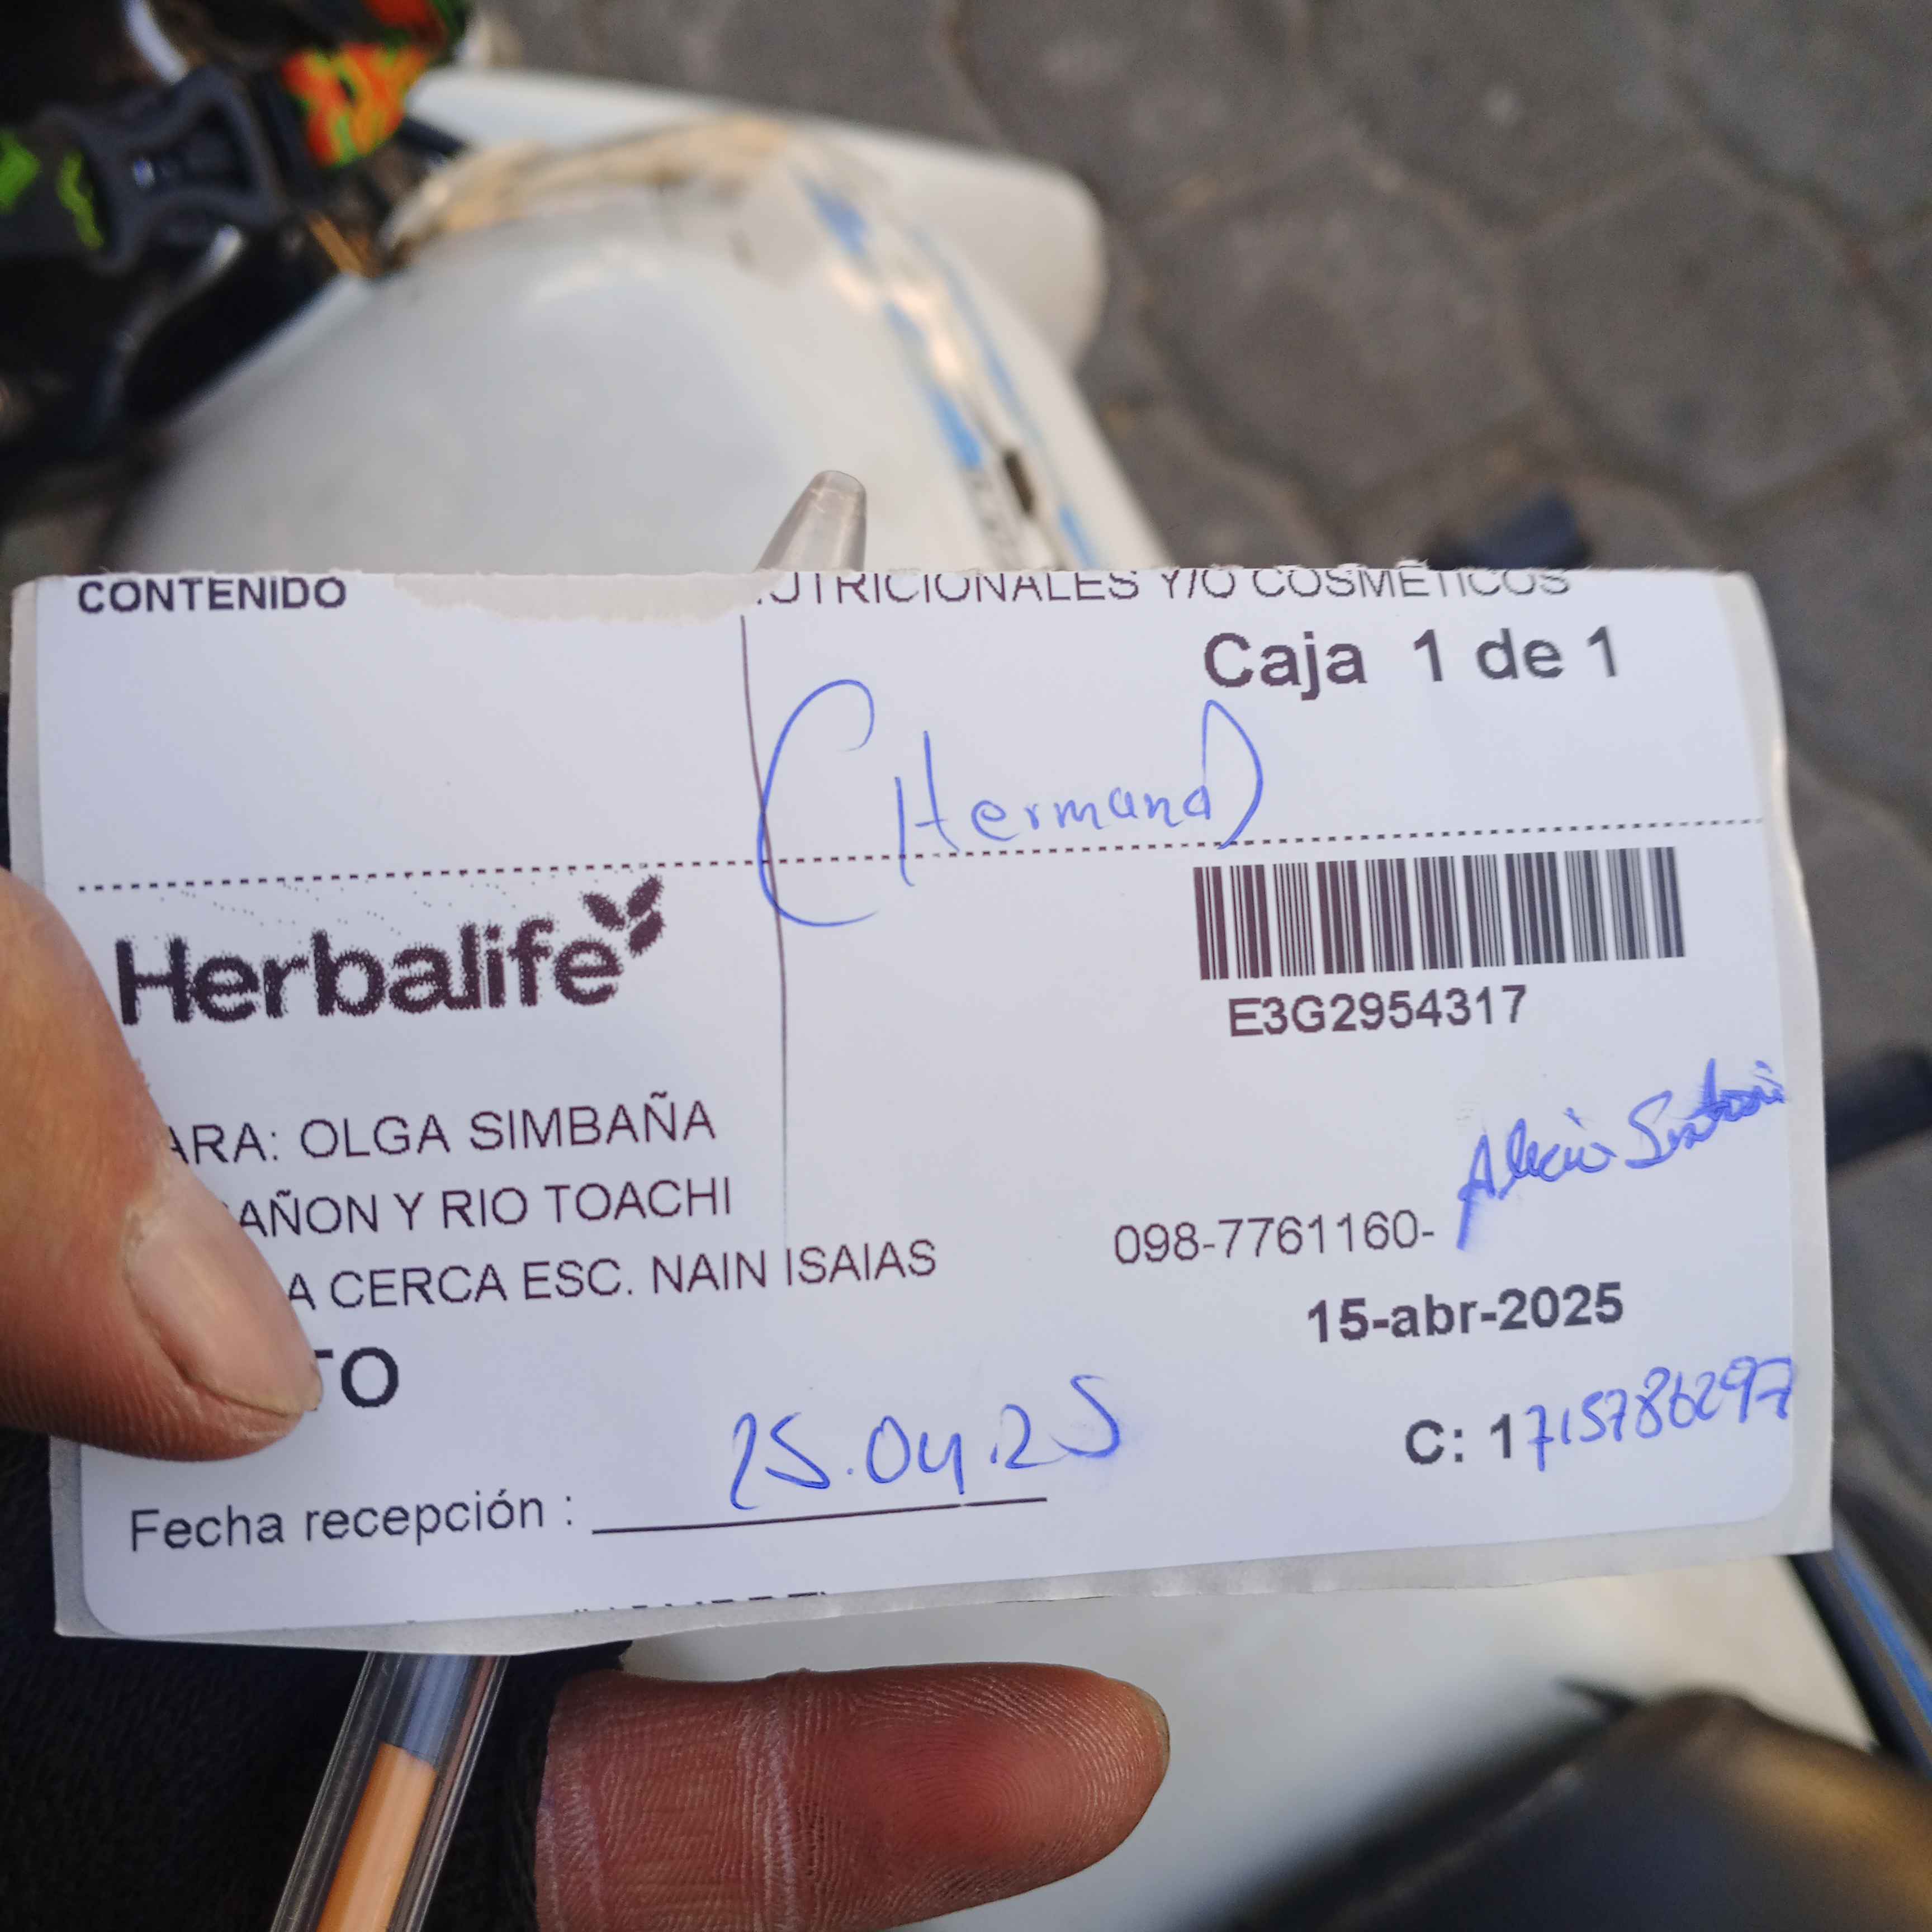 CONTENIDO
UTRICIONALES Y/O COSMETICOS
Caja 1 de 1
(Hermana)
Herbalife
E3G2954317
ARA: OLGA SIMBAÑA
AÑON Y RIO TOACHI
A CERCA ESC. NAIN ISAIAS
098-7761160-
15-abr-2025
TO
C: 1715786297
25.04.25
Fecha recepción :